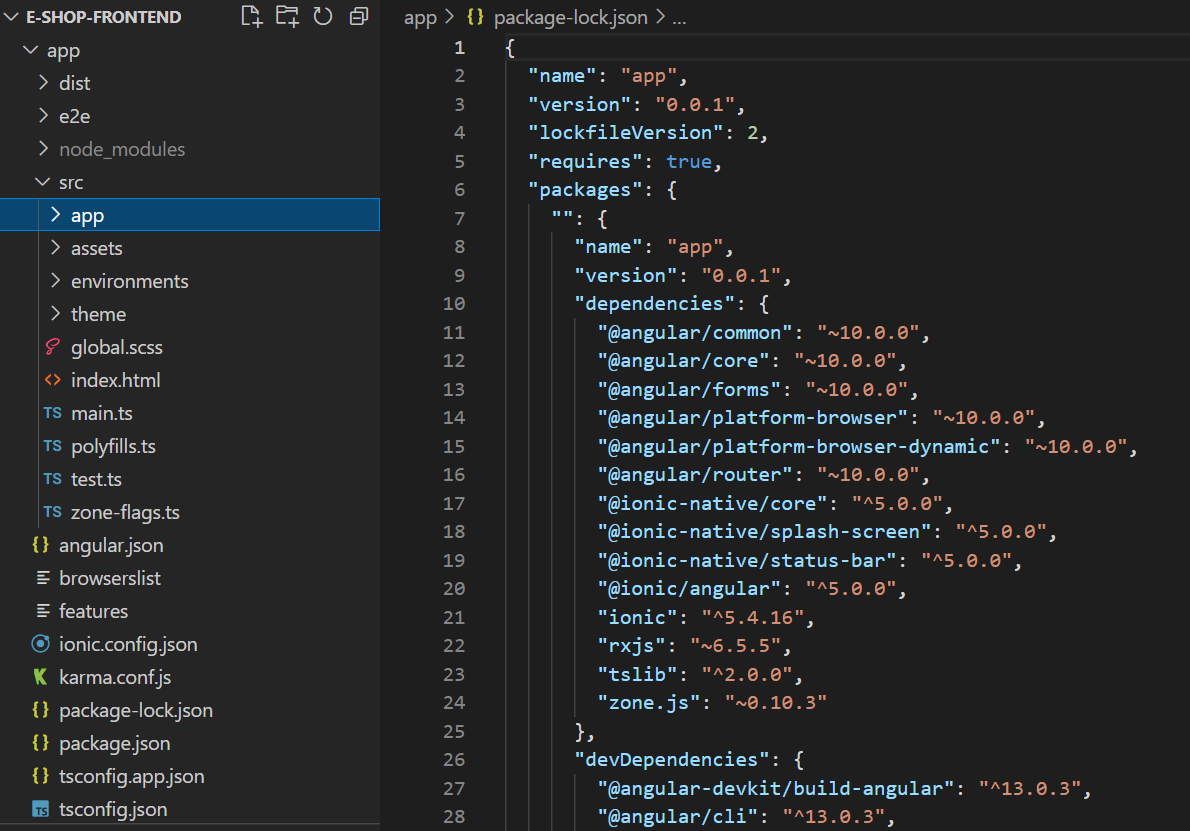 E-SHOP-FRONTEND
app
dist
e2e
node_modules
src
app
assets
environments
theme
global.scss
index.html
TS main.ts
TS polyfills.ts
TS test.ts
TS zone-flags.ts
{} angular.json
browserslist
features
ionic.config.json
K karma.conf.js
{} package-lock.json
{} package.json
{} tsconfig.app.json
TS tsconfig.json
app > {} package-lock.json > ...
1 {
2 "name": "app",
3 "version": "0.0.1",
4 "lockfileVersion": 2,
5 "requires": true,
6 "packages": {
7 "": {
8 "name": "app",
9 "version": "0.0.1",
10 "dependencies": {
11 "@angular/common": "~10.0.0",
12 "@angular/core": "~10.0.0",
13 "@angular/forms": "~10.0.0",
14 "@angular/platform-browser": "~10.0.0",
15 "@angular/platform-browser-dynamic": "~10.0.0",
16 "@angular/router": "~10.0.0",
17 "@ionic-native/core": "^5.0.0",
18 "@ionic-native/splash-screen": "^5.0.0",
19 "@ionic-native/status-bar": "^5.0.0",
20 "@ionic/angular": "^5.0.0",
21 "ionic": "^5.4.16",
22 "rxjs": "~6.5.5",
23 "tslib": "^2.0.0",
24 "zone.js": "~0.10.3"
25 },
26 "devDependencies": {
27 "@angular-devkit/build-angular": "^13.0.3",
28 "@angular/cli": "^13.0.3",